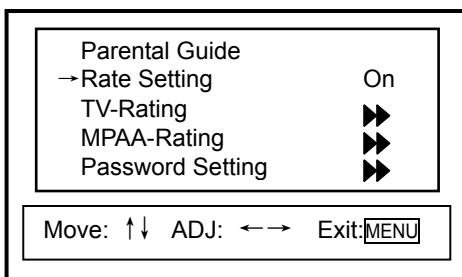 Parental Guide
→Rate Setting On
TV-Rating
MPAA-Rating
Password Setting
Move: ↑↓ ADJ: ←→ Exit:MENU